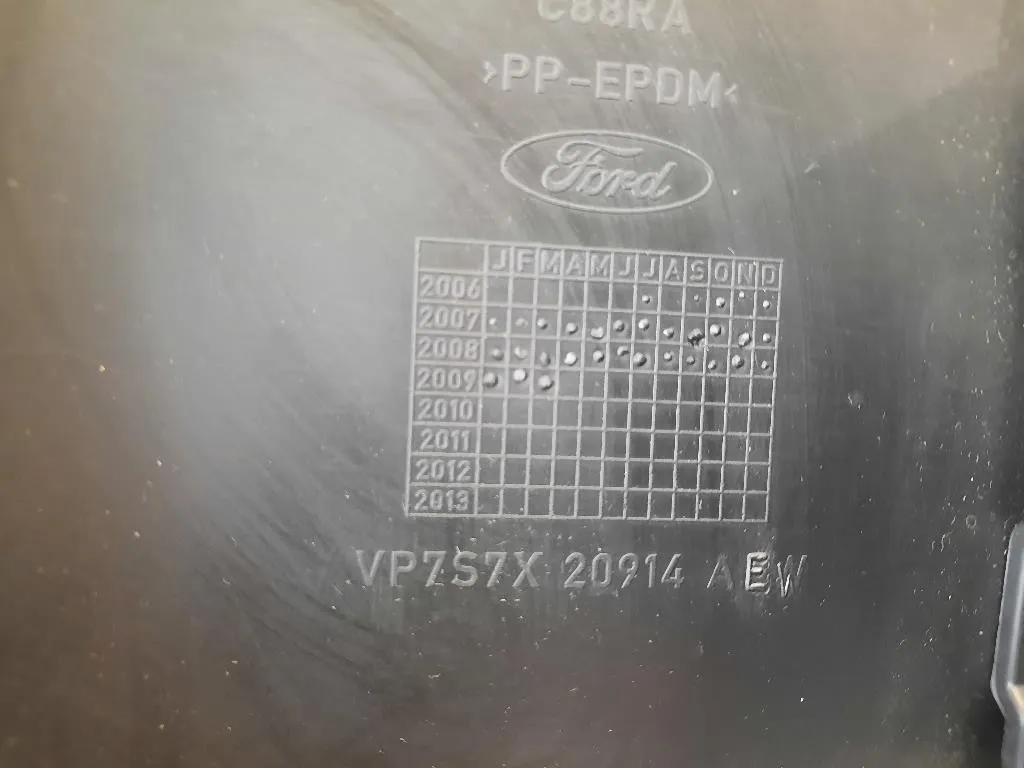 C88RA
>PP-EPDM<
Ford
J F M A M J J A S O N D
2006
2007
2008
2009
2010
2011
2012
2013
VP7S7X 20914 AEW